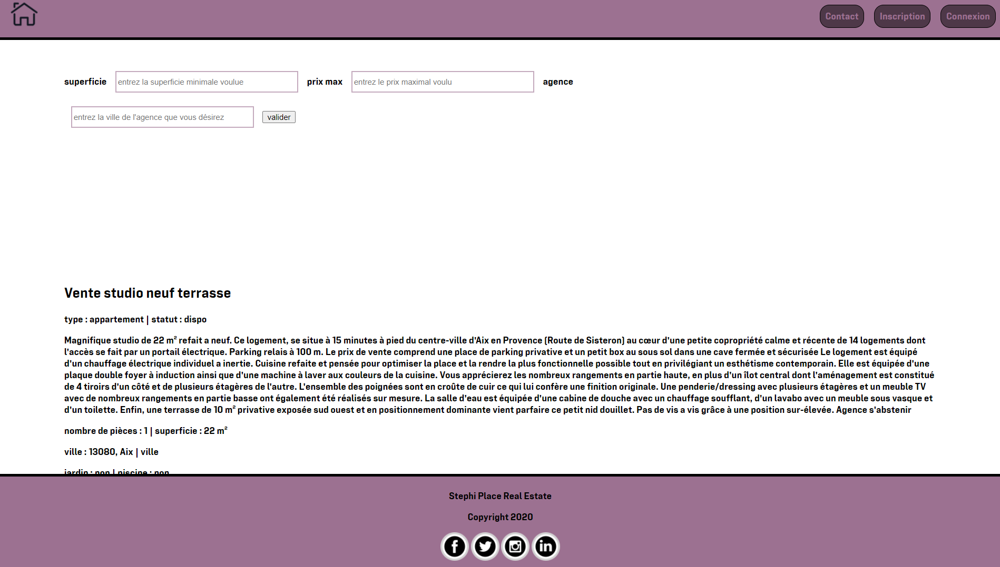 Contact Inscription Connexion
superficie entrez la superficie minimale voulue prix max entrez le prix maximal voulu agence
entrez la ville de l'agence que vous désirez valider
Vente studio neuf terrasse
type : appartement | statut : dispo
Magnifique studio de 22 m² refait a neuf. Ce logement, se situe à 15 minutes à pied du centre-ville d'Aix en Provence (Route de Sisteron) au cœur d'une petite copropriété calme et récente de 14 logements dont
l'accès se fait par un portail électrique. Parking relais à 100 m. Le prix de vente comprend une place de parking privative et un petit box au sous sol dans une cave fermée et sécurisée Le logement est équipé
d'un chauffage électrique individuel a inertie. Cuisine refaite et pensée pour optimiser la place et la rendre la plus fonctionnelle possible tout en privilégiant un esthétisme contemporain. Elle est équipée d'une
plaque double foyer à induction ainsi que d'une machine à laver aux couleurs de la cuisine. Vous apprécierez les nombreux rangements en partie haute, en plus d'un îlot central dont l'aménagement est constitué
de 4 tiroirs d'un côté et de plusieurs étagères de l'autre. L'ensemble des poignées sont en croûte de cuir ce qui lui confère une finition originale. Une penderie/dressing avec plusieurs étagères et un meuble TV
avec de nombreux rangements en partie basse ont également été réalisés sur mesure. La salle d'eau est équipée d'une cabine de douche avec un chauffage soufflant, d'un lavabo avec un meuble sous vasque et
d'un toilette. Enfin, une terrasse de 10 m² privative exposée sud ouest et en positionnement dominante vient parfaire ce petit nid douillet. Pas de vis a vis grâce à une position sur-élevée. Agence s'abstenir
nombre de pièces : 1 | superficie : 22 m²
ville : 13080, Aix | ville
jardin : non | piscine : non
Stephi Place Real Estate
Copyright 2020